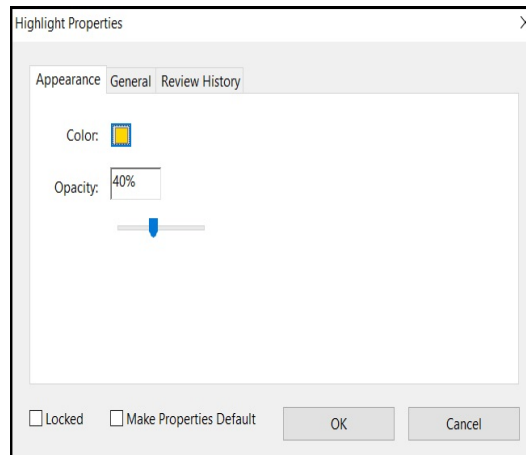 Highlight Properties
Appearance General Review History
Color:
Opacity: 40%
Locked Make Properties Default OK Cancel